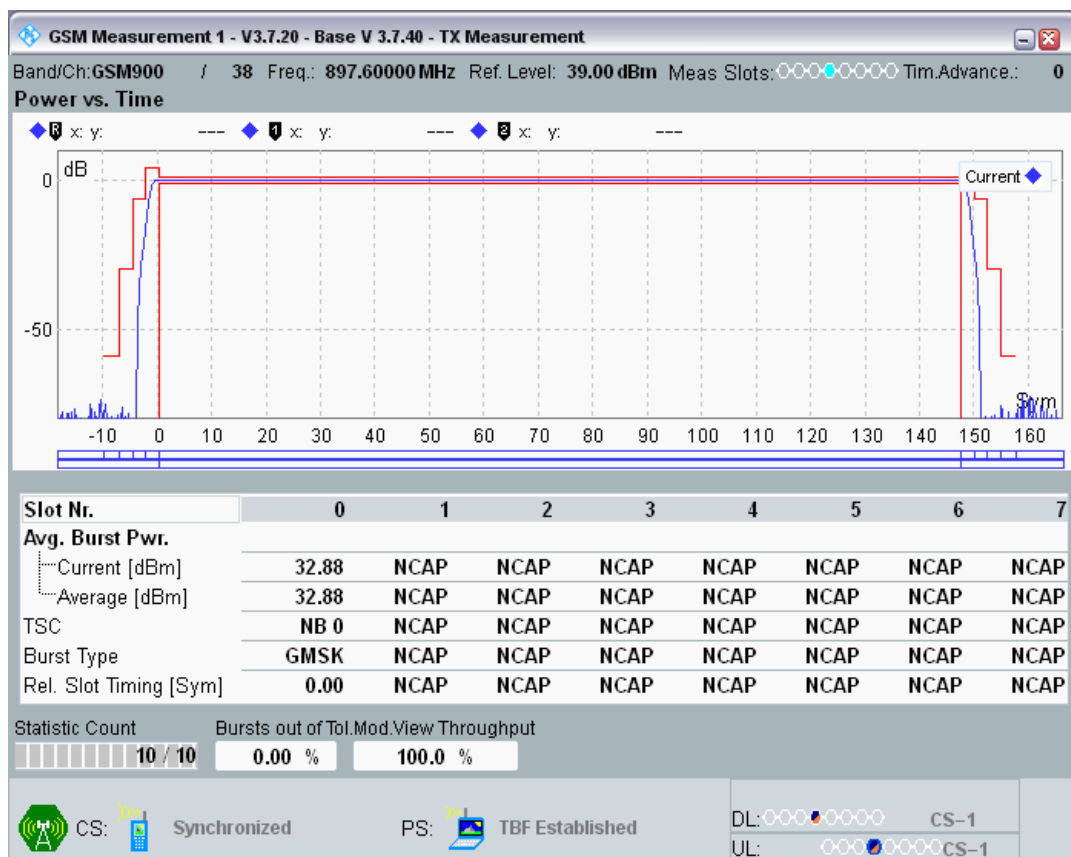 GSM Measurement 1 - V3.7.20 - Base V 3.7.40 - TX Measurement
Band/Ch:GSM900 / 38 Freq.: 897.60000 MHz Ref. Level: 39.00 dBm Meas Slots: Tim.Advance.: 0
Power vs. Time
R x: y: --- 1 x: y: --- 2 x: y: ---
dB
Current
0
-50
Sym
-10 0 10 20 30 40 50 60 70 80 90 100 110 120 130 140 150 160
Slot Nr. 0 1 2 3 4 5 6 7
Avg. Burst Pwr.
Current [dBm] 32.88 NCAP NCAP NCAP NCAP NCAP NCAP NCAP
Average [dBm] 32.88 NCAP NCAP NCAP NCAP NCAP NCAP NCAP
TSC NB 0 NCAP NCAP NCAP NCAP NCAP NCAP NCAP
Burst Type GMSK NCAP NCAP NCAP NCAP NCAP NCAP NCAP
Rel. Slot Timing [Sym] 0.00 NCAP NCAP NCAP NCAP NCAP NCAP NCAP
Statistic Count Bursts out of Tol.Mod.View Throughput
10 / 10 0.00 % 100.0 %
CS: Synchronized PS: TBF Established
DL: CS-1
UL: CS-1